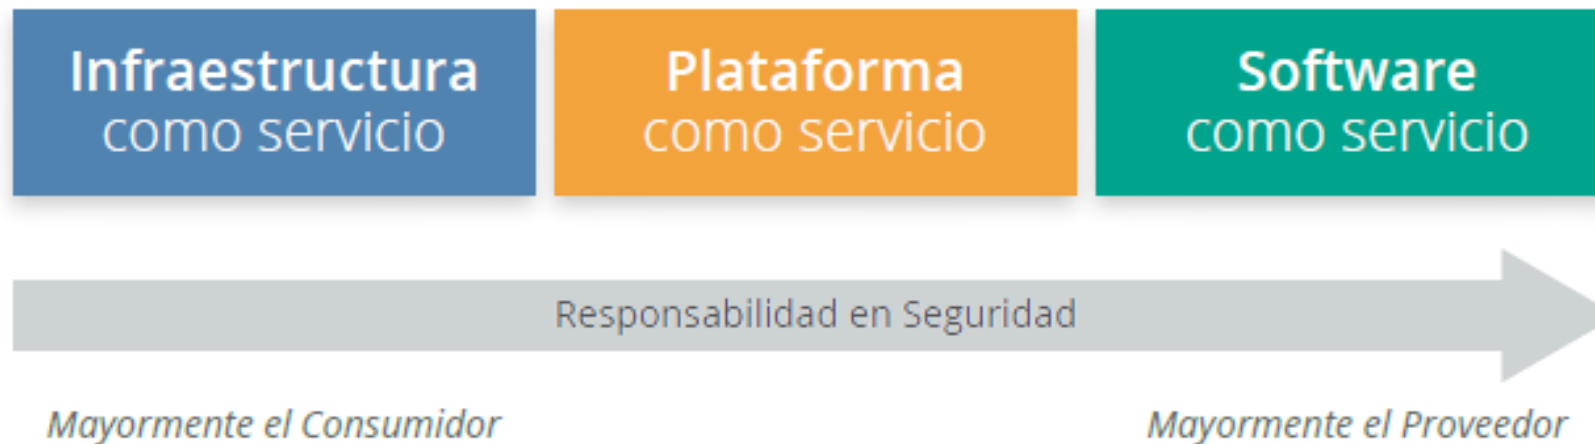 Infraestructura
como servicio
Plataforma
como servicio
Software
como servicio
Responsabilidad en Seguridad
Mayormente el Consumidor
Mayormente el Proveedor